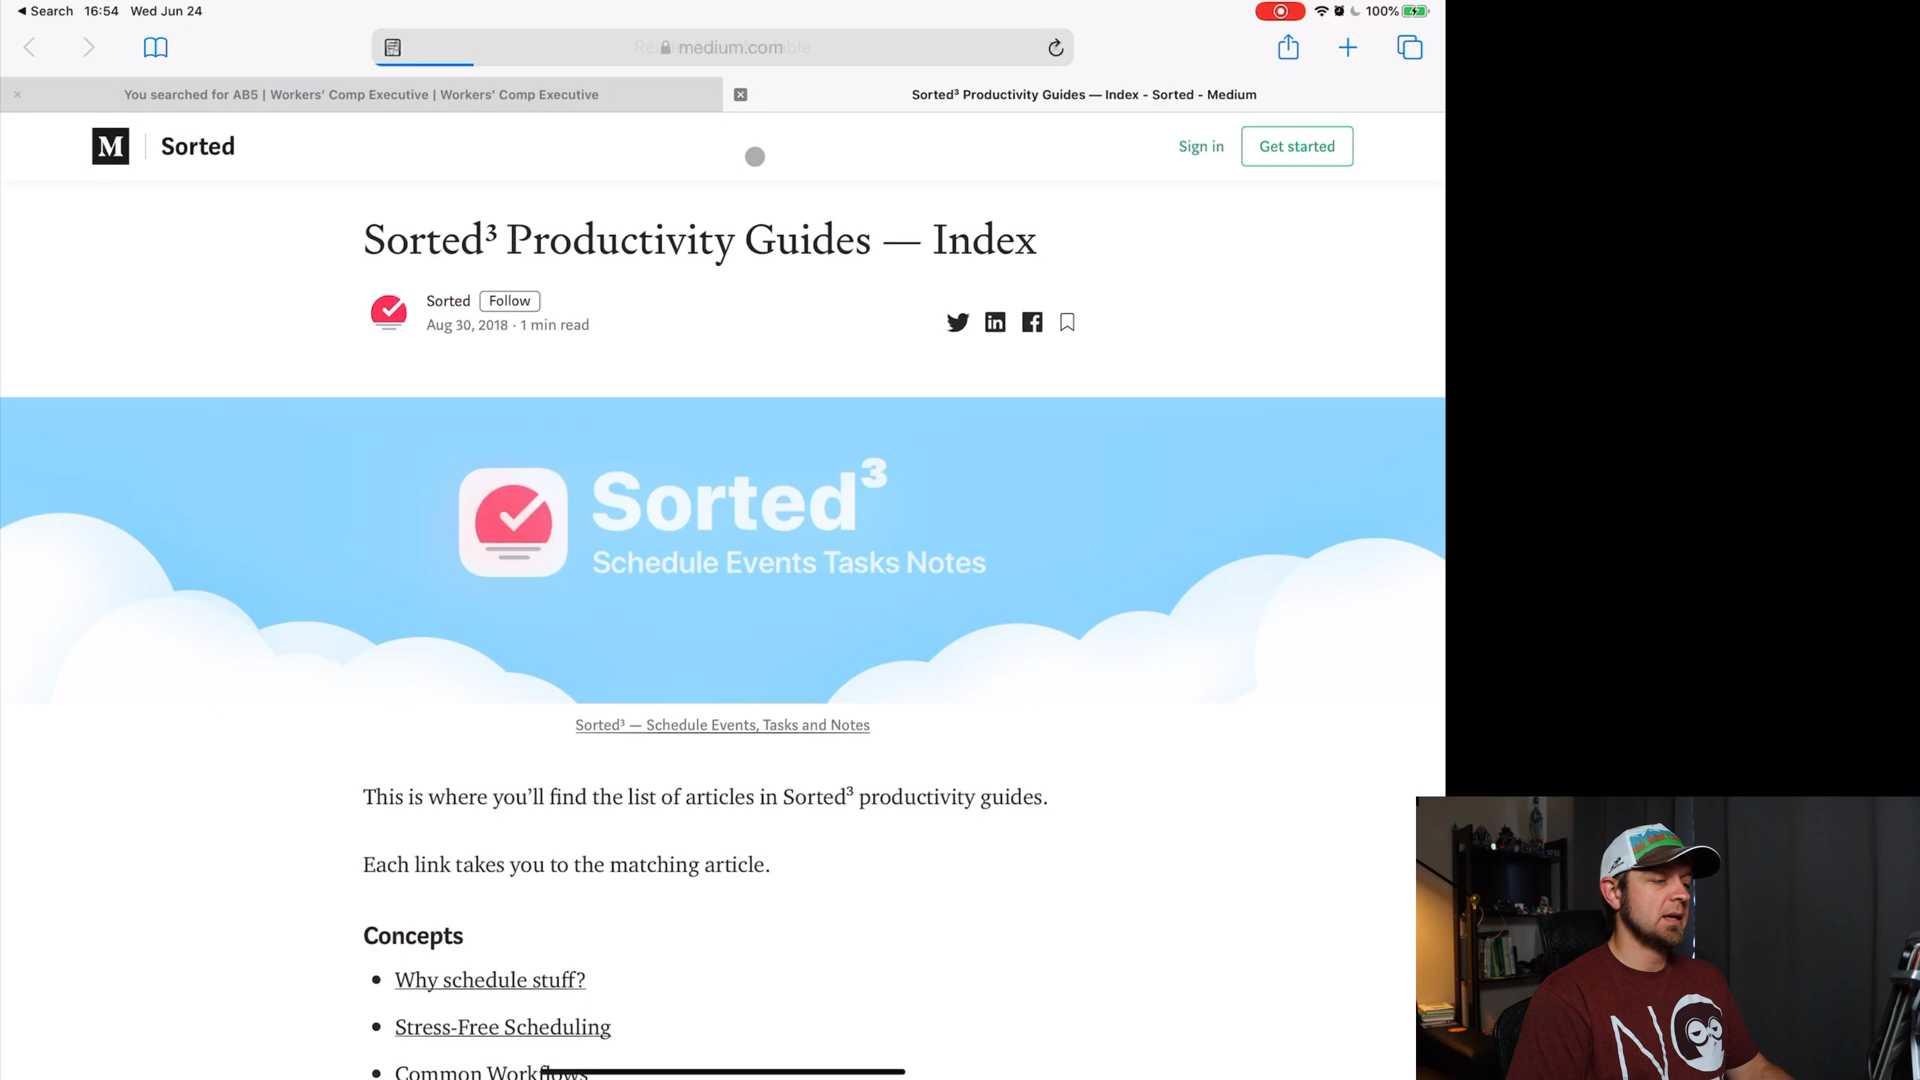 Search 16:54 Wed Jun 24
100%
medium.com
You searched for AB5 | Workers' Comp Executive | Workers' Comp Executive
Sorted³ Productivity Guides — Index - Sorted - Medium
M Sorted
Sign in Get started
Sorted³ Productivity Guides — Index
Sorted Follow
Aug 30, 2018 · 1 min read
Sorted³
Schedule Events Tasks Notes
Sorted³ — Schedule Events, Tasks and Notes
This is where you’ll find the list of articles in Sorted³ productivity guides.
Each link takes you to the matching article.
Concepts
Why schedule stuff?
Stress-Free Scheduling
Common Workflows
NO